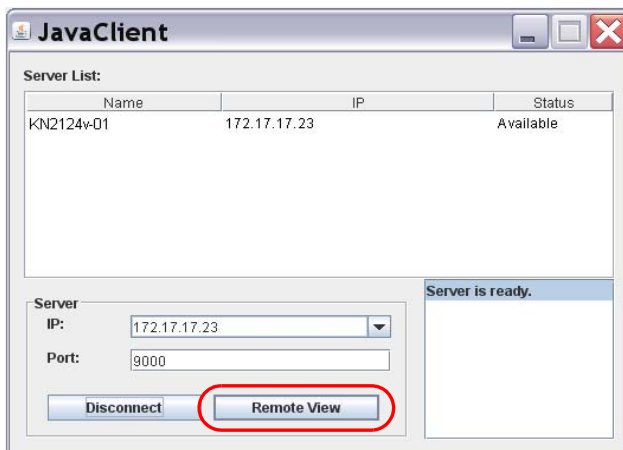 JavaClient
Server List:
Name IP Status
KN2124v-01 172.17.17.23 Available
Server is ready.
Server
IP: 172.17.17.23
Port: 9000
Disconnect Remote View